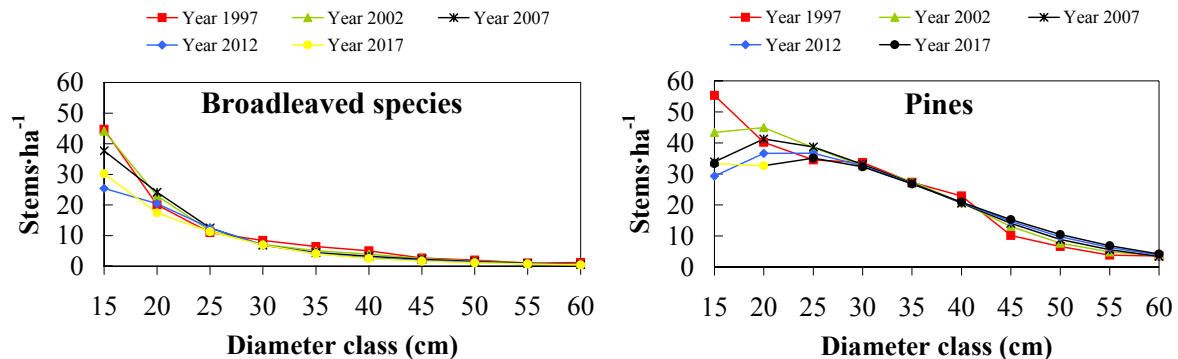 Year 1997 Year 2002 Year 2007
Year 2012 Year 2017
Broadleaved species
Stems·ha⁻¹
60
50
40
30
20
10
0
15 20 25 30 35 40 45 50 55 60
Diameter class (cm)
Year 1997 Year 2002 Year 2007
Year 2012 Year 2017
Pines
Stems·ha⁻¹
60
50
40
30
20
10
0
15 20 25 30 35 40 45 50 55 60
Diameter class (cm)